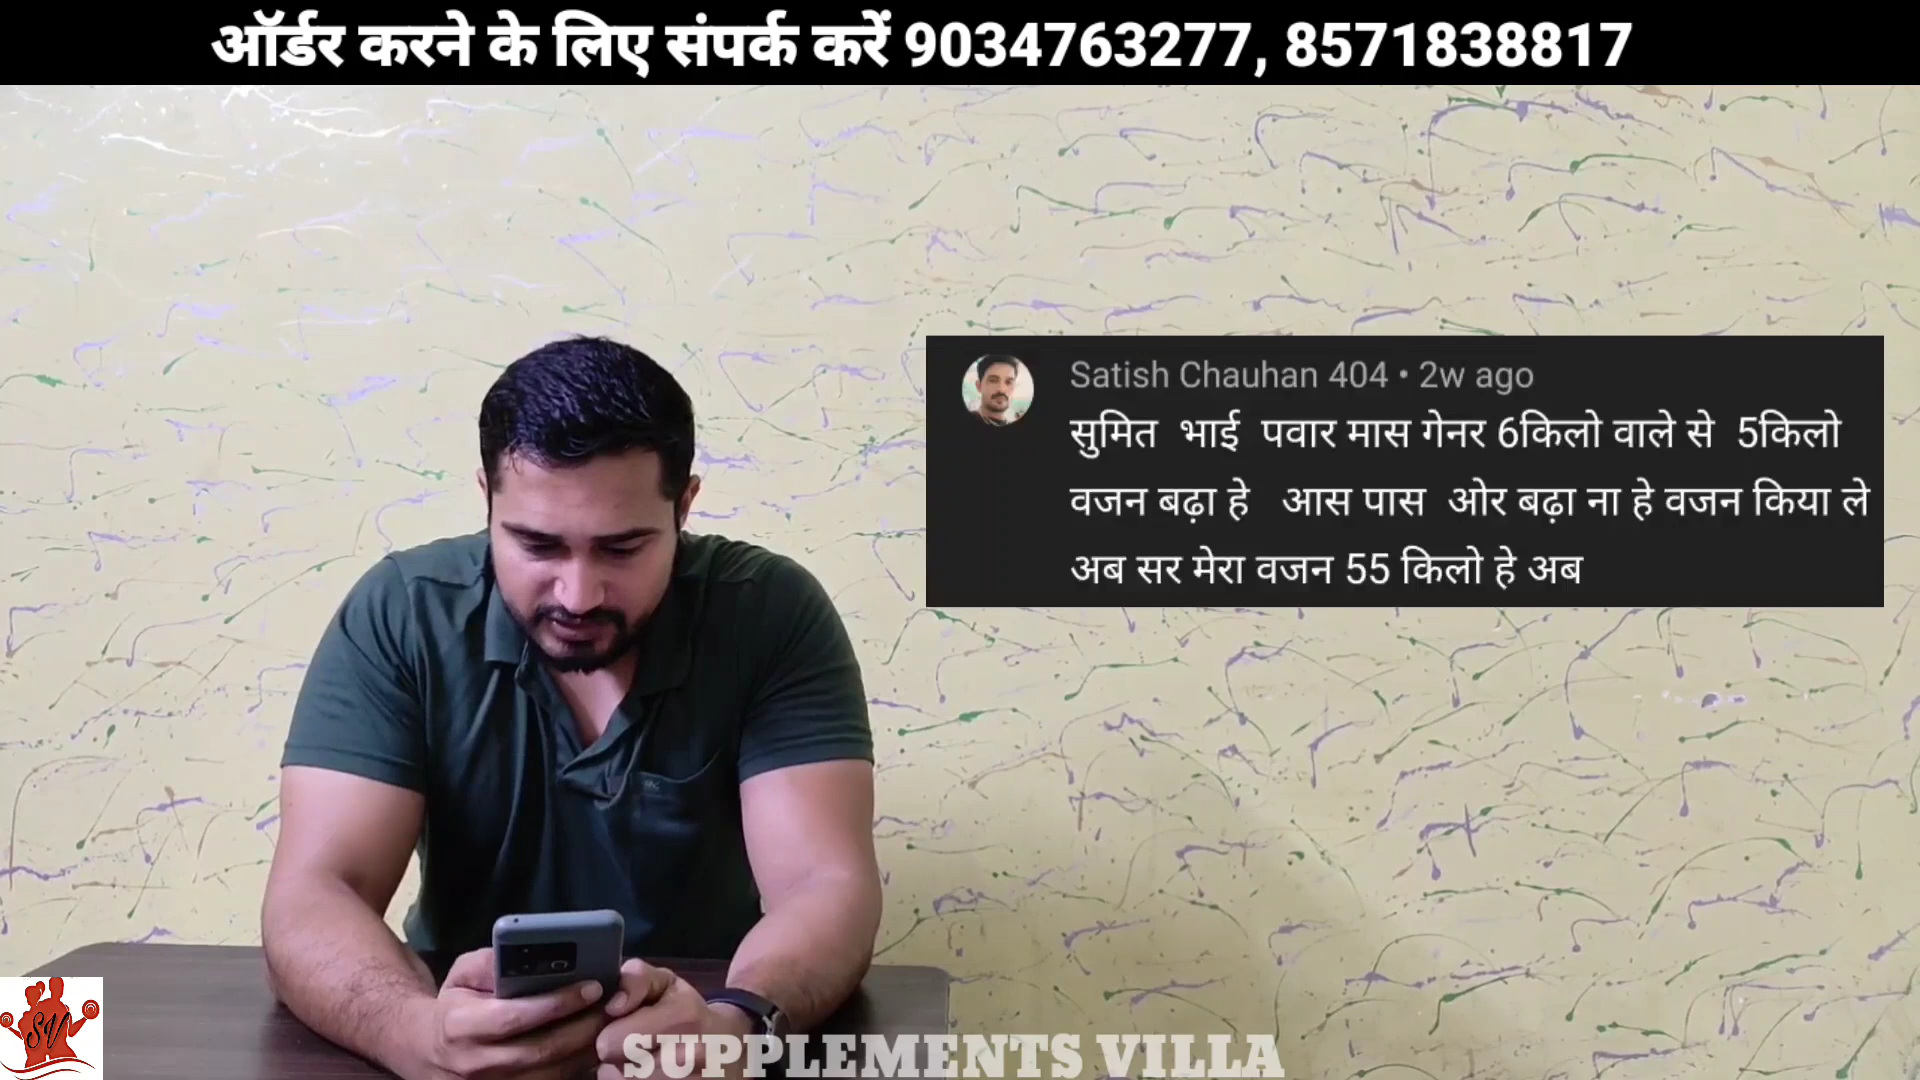 ऑर्डर करने के लिए संपर्क करें 9034763277, 8571838817
Satish Chauhan 404 • 2w ago
सुमित भाई पवार मास गेनर 6किलो वाले से 5किलो
वजन बढ़ा हे आस पास ओर बढ़ा ना हे वजन किया ले
अब सर मेरा वजन 55 किलो हे अब
SV
SUPPLEMENTS VILLA